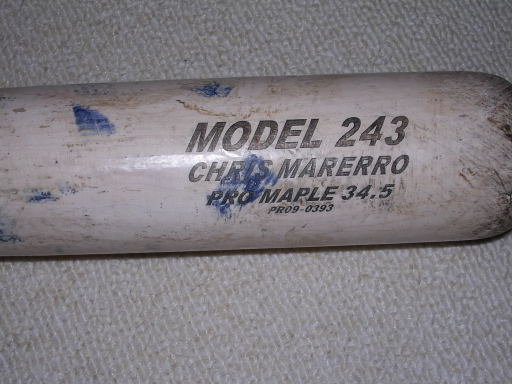 MODEL 243
CHRIS MARERRO
PRO MAPLE 34.5
PR09-0393